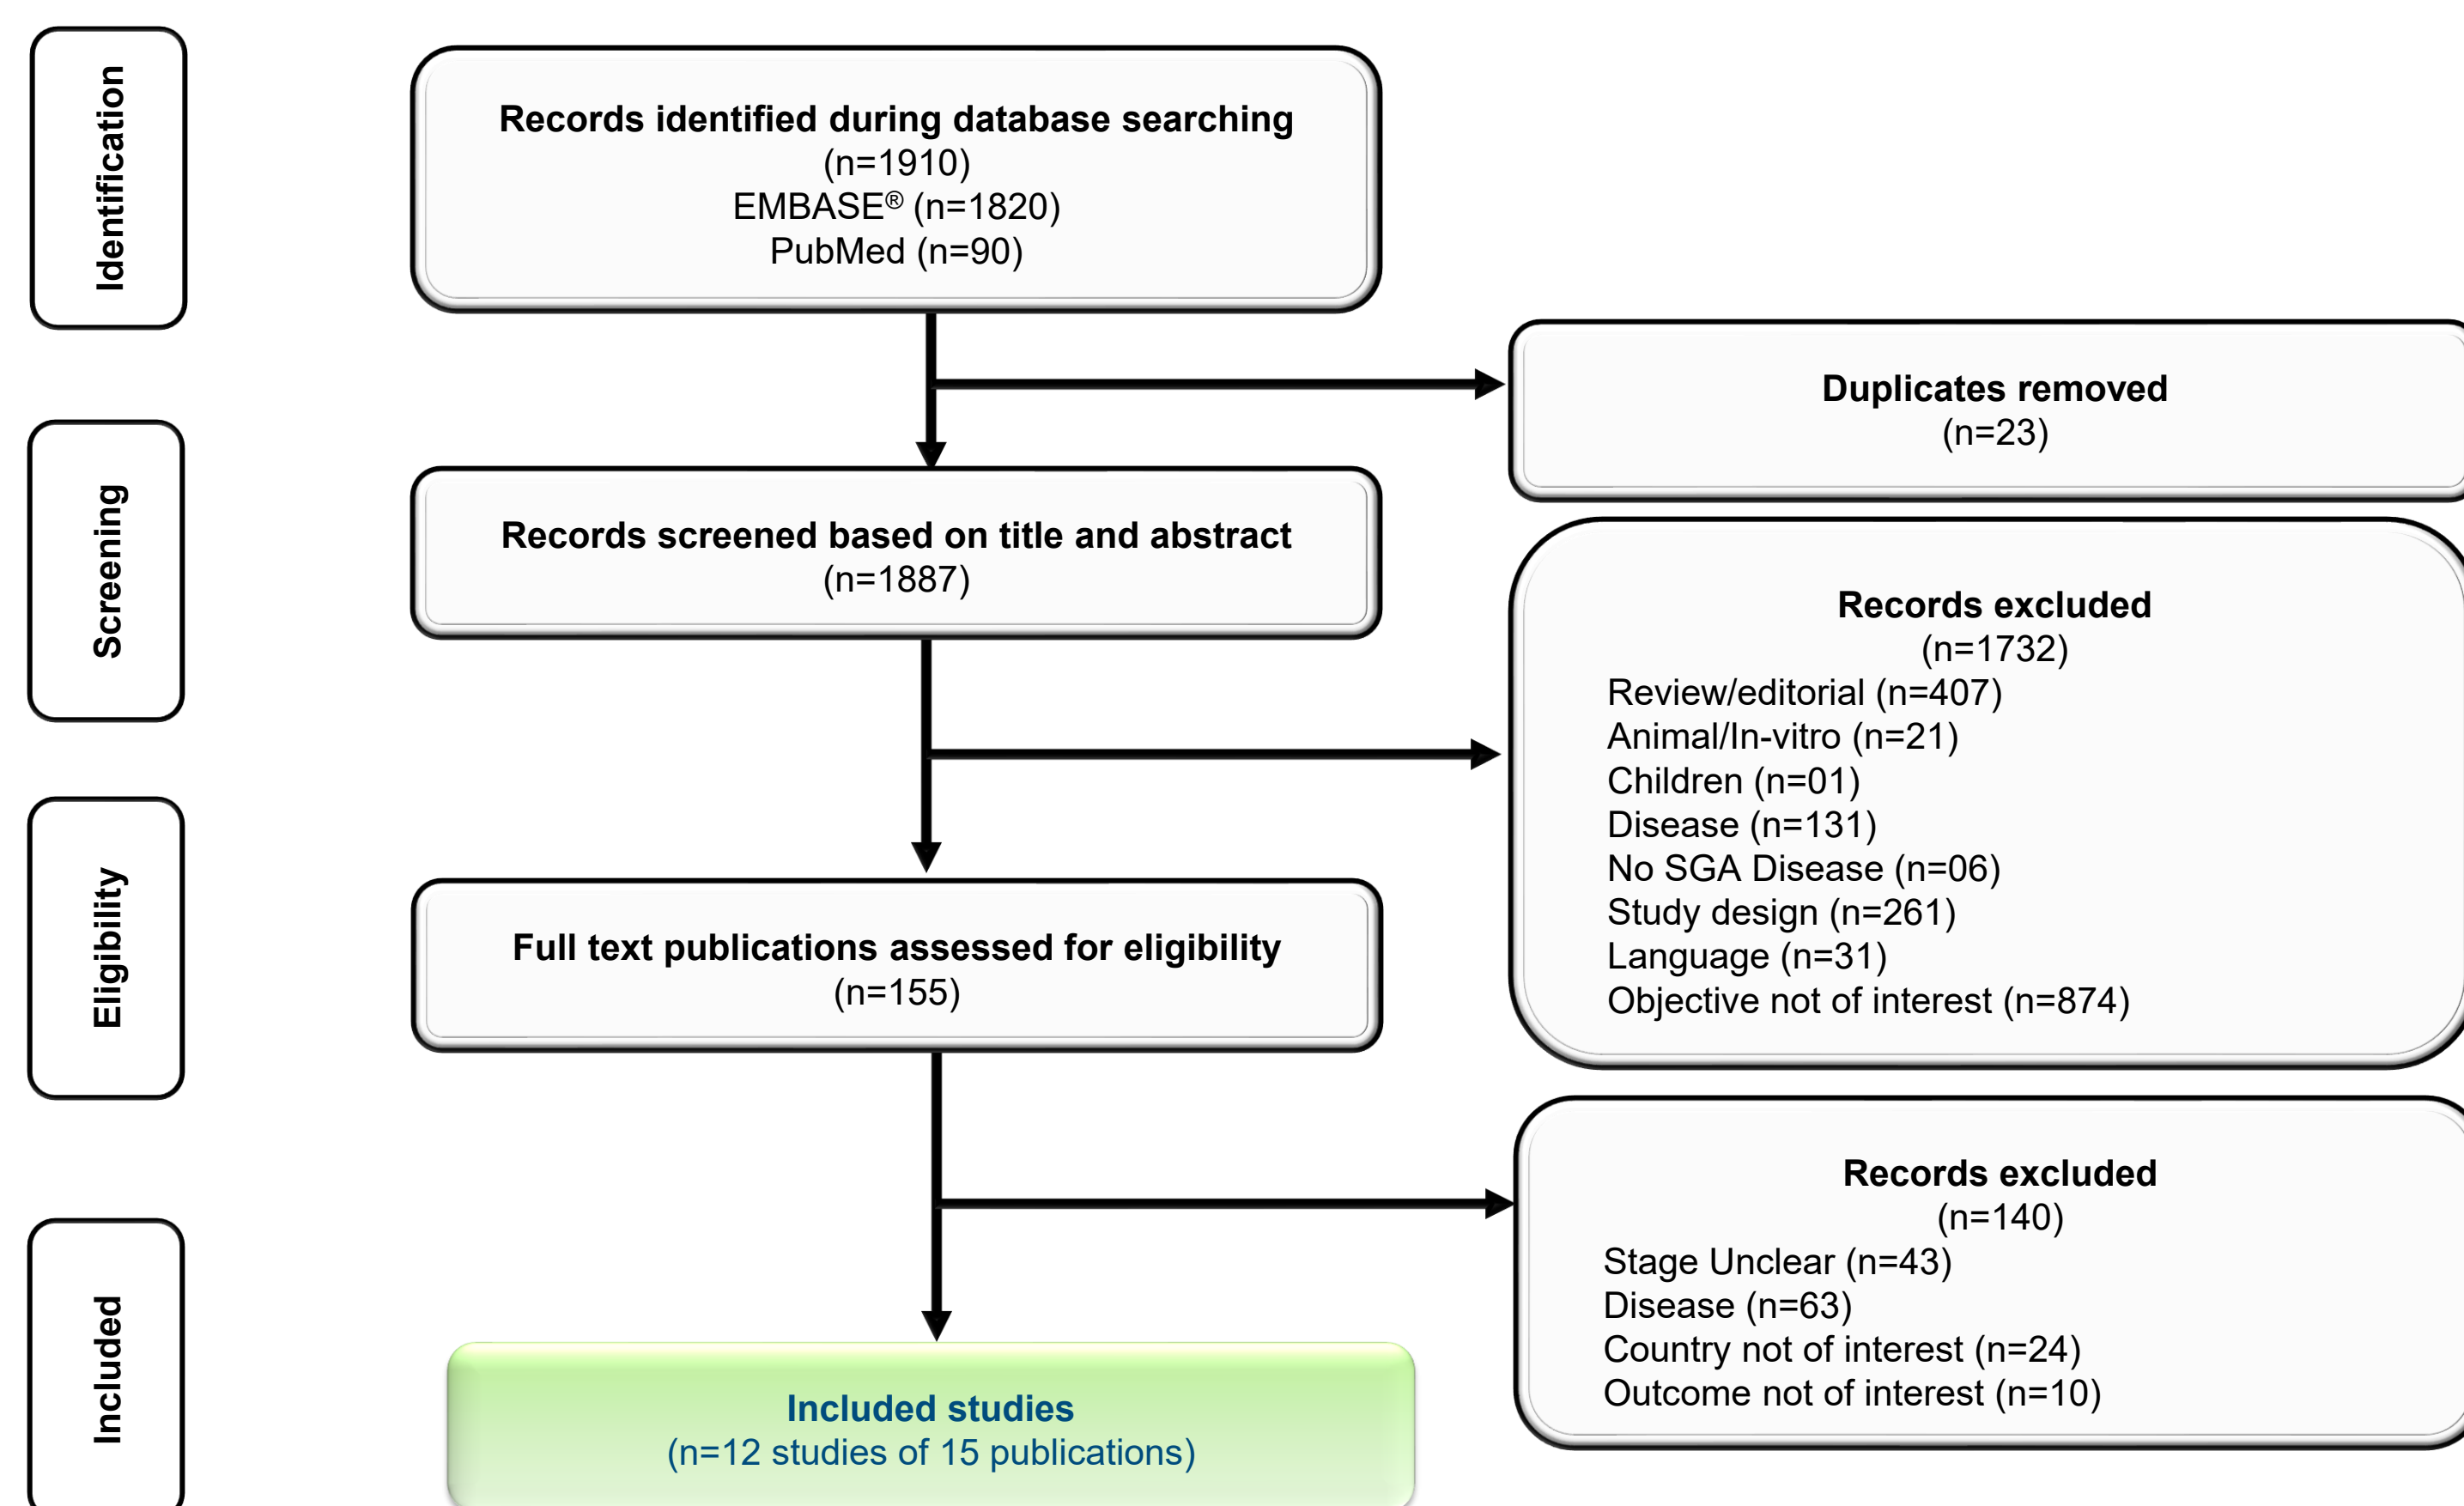 Identification
Records identified during database searching
(n=1910)
EMBASE® (n=1820)
PubMed (n=90)
Duplicates removed
(n=23)
Screening
Records screened based on title and abstract
(n=1887)
Records excluded
(n=1732)
Review/editorial (n=407)
Animal/In-vitro (n=21)
Children (n=01)
Disease (n=131)
No SGA Disease (n=06)
Study design (n=261)
Language (n=31)
Objective not of interest (n=874)
Eligibility
Full text publications assessed for eligibility
(n=155)
Records excluded
(n=140)
Stage Unclear (n=43)
Disease (n=63)
Country not of interest (n=24)
Outcome not of interest (n=10)
Included
Included studies
(n=12 studies of 15 publications)